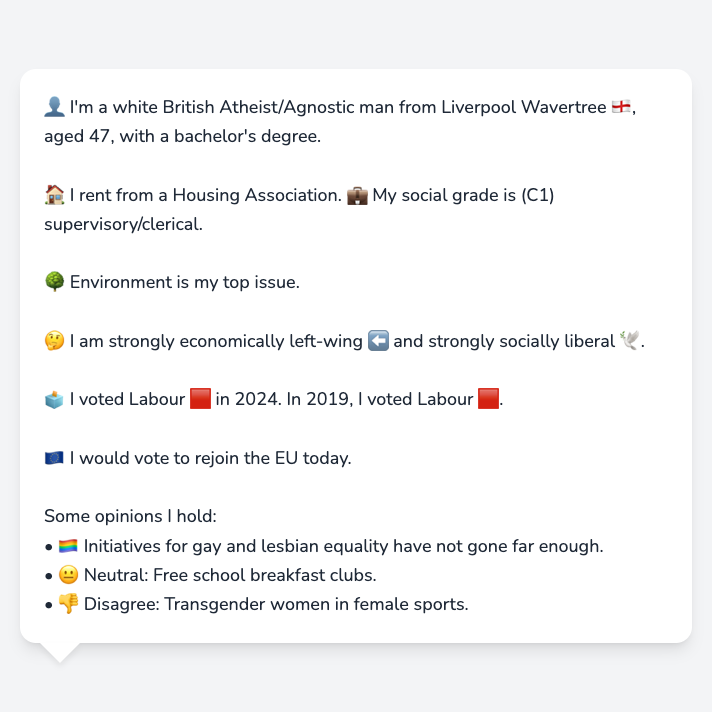 👤 I'm a white British Atheist/Agnostic man from Liverpool Wavertree 🏴󠁧󠁢󠁥󠁮󠁧󠁿,
aged 47, with a bachelor's degree.
🏠 I rent from a Housing Association. 💼 My social grade is (C1)
supervisory/clerical.
🌳 Environment is my top issue.
🤔 I am strongly economically left-wing ⬅️ and strongly socially liberal 🕊️.
🗳️ I voted Labour 🟥 in 2024. In 2019, I voted Labour 🟥.
🇪🇺 I would vote to rejoin the EU today.
Some opinions I hold:
• 🏳️‍🌈 Initiatives for gay and lesbian equality have not gone far enough.
• 😐 Neutral: Free school breakfast clubs.
• 👎 Disagree: Transgender women in female sports.